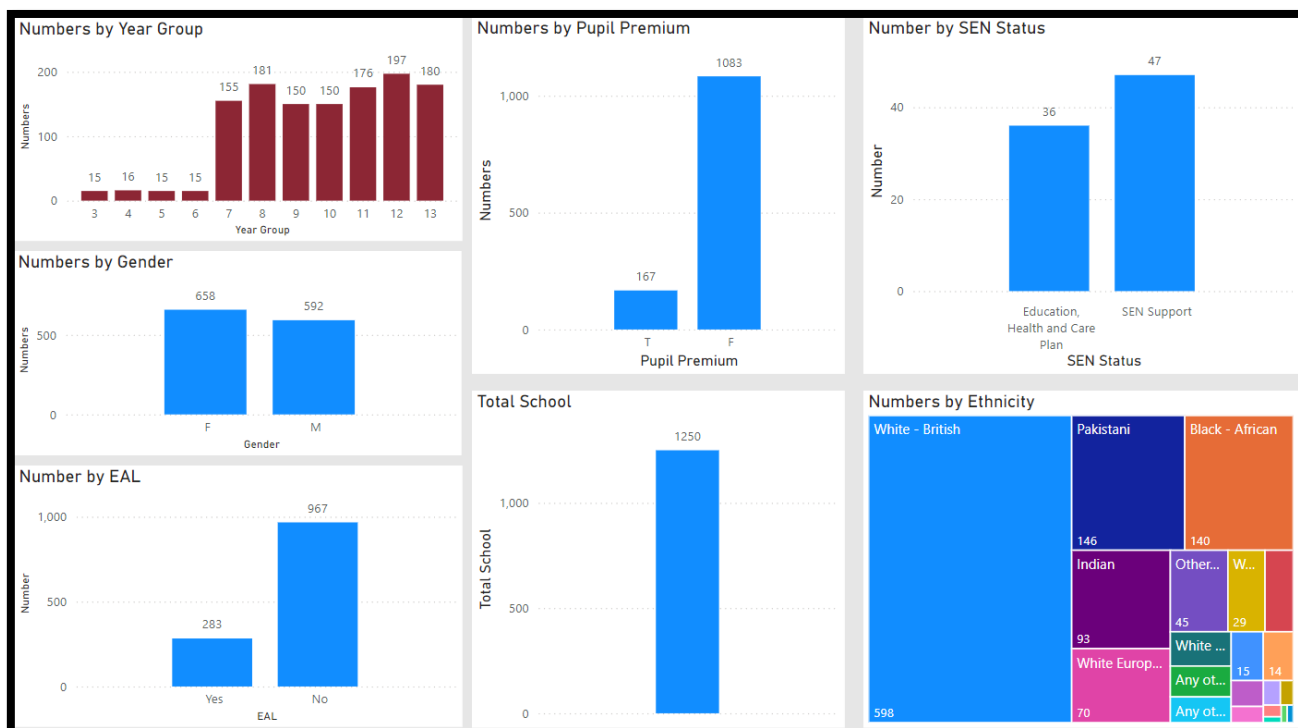 Numbers by Year Group
Numbers
200
100
0
15
16
15
15
155
181
150
150
176
197
180
3 4 5 6 7 8 9 10 11 12 13
Year Group
Numbers by Gender
Numbers
500
0
658
592
F M
Gender
Number by EAL
Number
1,000
500
0
283
967
Yes No
EAL
Numbers by Pupil Premium
Numbers
1,000
500
0
167
1083
T F
Pupil Premium
Total School
Total School
1,000
500
0
1250
Number by SEN Status
Number
40
20
0
36
47
Education,
Health and Care
Plan
SEN Support
SEN Status
Numbers by Ethnicity
White - British
598
Pakistani
146
Black - African
140
Indian
93
White Europ...
70
Other...
45
W...
29
White ...
Any ot...
Any ot...
15
14